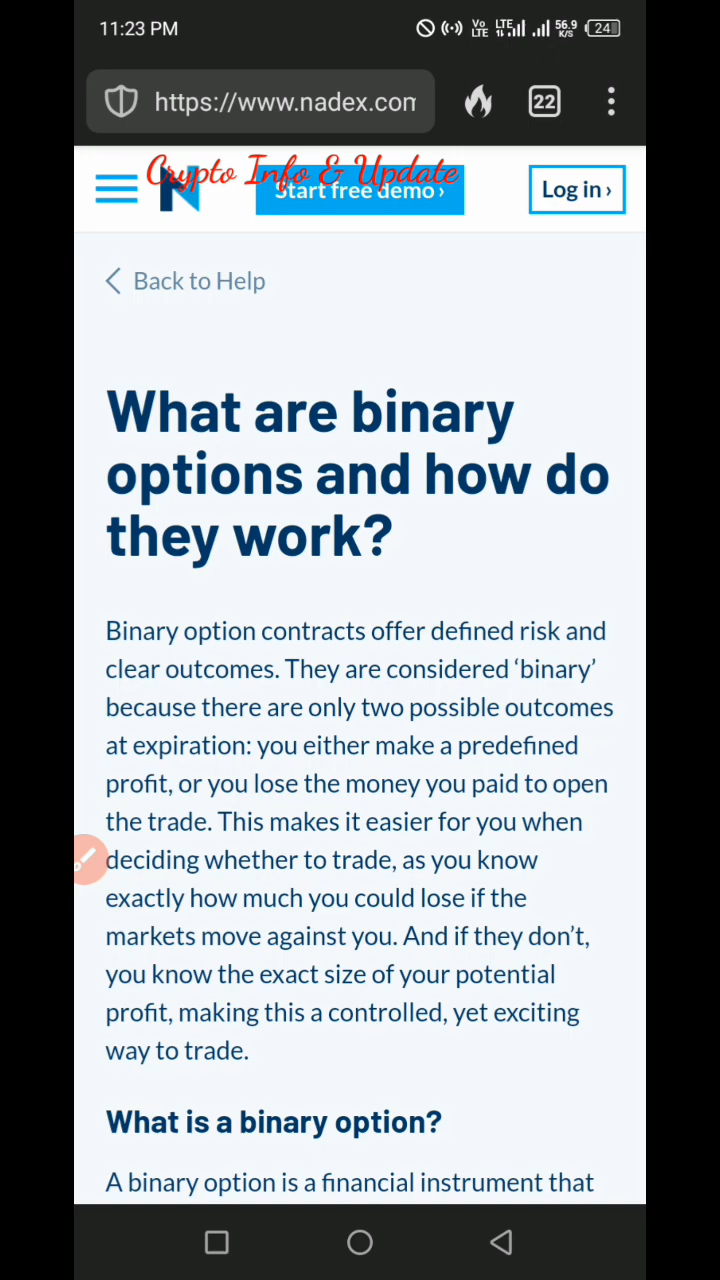 11:23 PM
Vo LTE LTE 56.9 K/S 24
https://www.nadex.com
22
Crypto Info & Update
N Start free demo › Log in ›
Back to Help
What are binary
options and how do
they work?
Binary option contracts offer defined risk and
clear outcomes. They are considered ‘binary’
because there are only two possible outcomes
at expiration: you either make a predefined
profit, or you lose the money you paid to open
the trade. This makes it easier for you when
deciding whether to trade, as you know
exactly how much you could lose if the
markets move against you. And if they don’t,
you know the exact size of your potential
profit, making this a controlled, yet exciting
way to trade.
What is a binary option?
A binary option is a financial instrument that